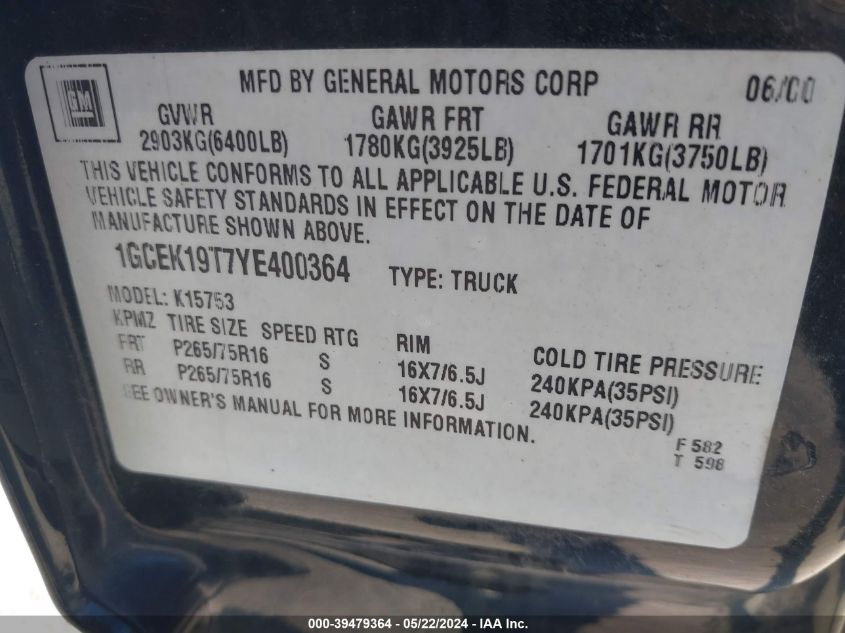 GM
MFD BY GENERAL MOTORS CORP 06/00
GVWR GAWR FRT GAWR RR
2903KG(6400LB) 1780KG(3925LB) 1701KG(3750LB)
THIS VEHICLE CONFORMS TO ALL APPLICABLE U.S. FEDERAL MOTOR
VEHICLE SAFETY STANDARDS IN EFFECT ON THE DATE OF
MANUFACTURE SHOWN ABOVE.
1GCEK19T7YE400364 TYPE: TRUCK
MODEL: K15753
KPMZ TIRE SIZE SPEED RTG RIM COLD TIRE PRESSURE
FRT P265/75R16 S 16X7/6.5J 240KPA(35PSI)
RR P265/75R16 S 16X7/6.5J 240KPA(35PSI)
SEE OWNER'S MANUAL FOR MORE INFORMATION.
F 582
T 598
000-39479364 - 05/22/2024 - IAAI.com